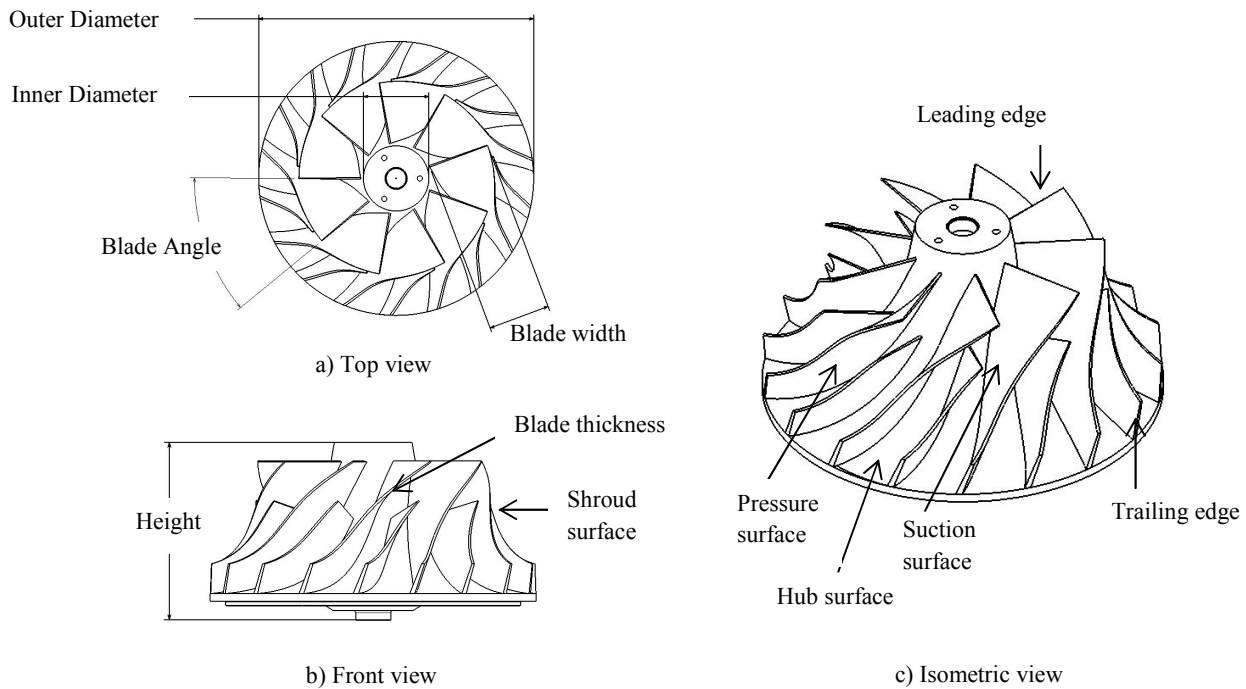 Outer Diameter
Inner Diameter
Blade Angle
Blade width
a) Top view
Blade thickness
Height
Shroud
surface
b) Front view
Leading edge
Pressure
surface
Suction
surface
Trailing edge
Hub surface
c) Isometric view